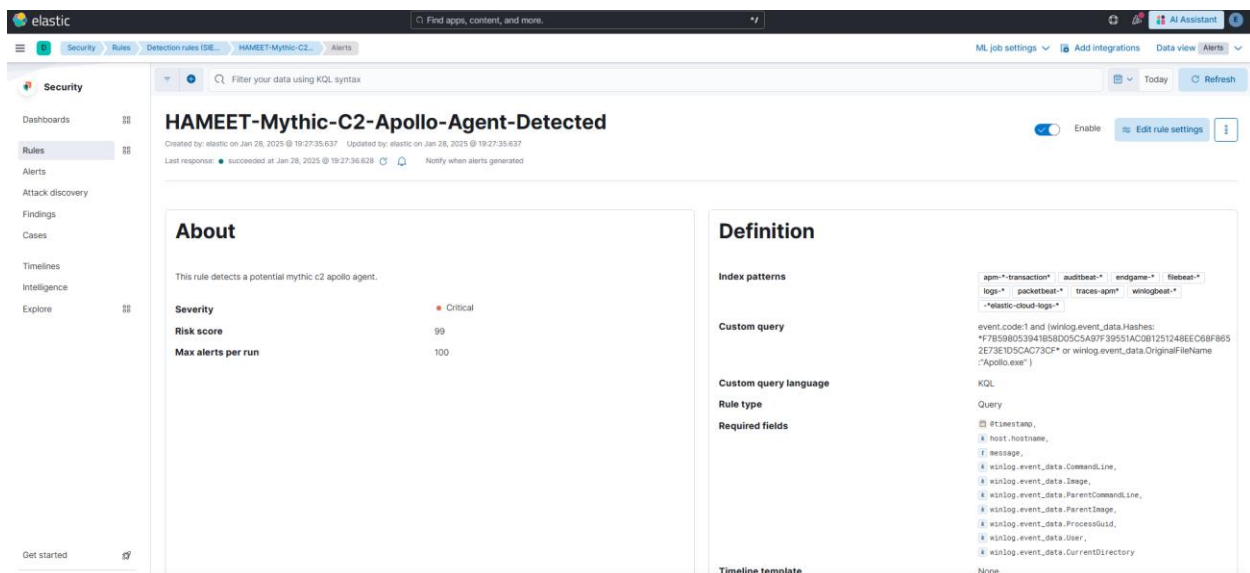 elastic
Find apps, content, and more.
*/
AI Assistant
E
D
Security
Rules
Detection rules (SIE...
HAMEET-Mythic-C2...
Alerts
ML job settings
Add integrations
Data view
Alerts
Security
Filter your data using KQL syntax
Today
Refresh
Dashboards
Rules
Alerts
Attack discovery
Findings
Cases
Timelines
Intelligence
Explore
Get started
HAMEET-Mythic-C2-Apollo-Agent-Detected
Created by: elastic on Jan 28, 2025 @ 19:27:35.637 Updated by: elastic on Jan 28, 2025 @ 19:27:35.637
Last response: succeeded at Jan 28, 2025 @ 19:27:36.628 Notify when alerts generated
Enable
Edit rule settings
About
This rule detects a potential mythic c2 apollo agent.
Severity Critical
Risk score 99
Max alerts per run 100
Definition
Index patterns
apm-*-transaction* auditbeat-* endgame-* filebeat-*
logs-* packetbeat-* traces-apm* winlogbeat-*
-*elastic-cloud-logs-*
Custom query
event.code:1 and (winlog.event_data.Hashes:
*F7B598053941B58D05C5A97F39551AC0B1251248EEC68F865
2E73E1D5CAC73CF* or winlog.event_data.OriginalFileName
:"Apollo.exe" )
Custom query language KQL
Rule type Query
Required fields
@timestamp,
host.hostname,
message,
winlog.event_data.CommandLine,
winlog.event_data.Image,
winlog.event_data.ParentCommandLine,
winlog.event_data.ParentImage,
winlog.event_data.ProcessGuid,
winlog.event_data.User,
winlog.event_data.CurrentDirectory
Timeline template None